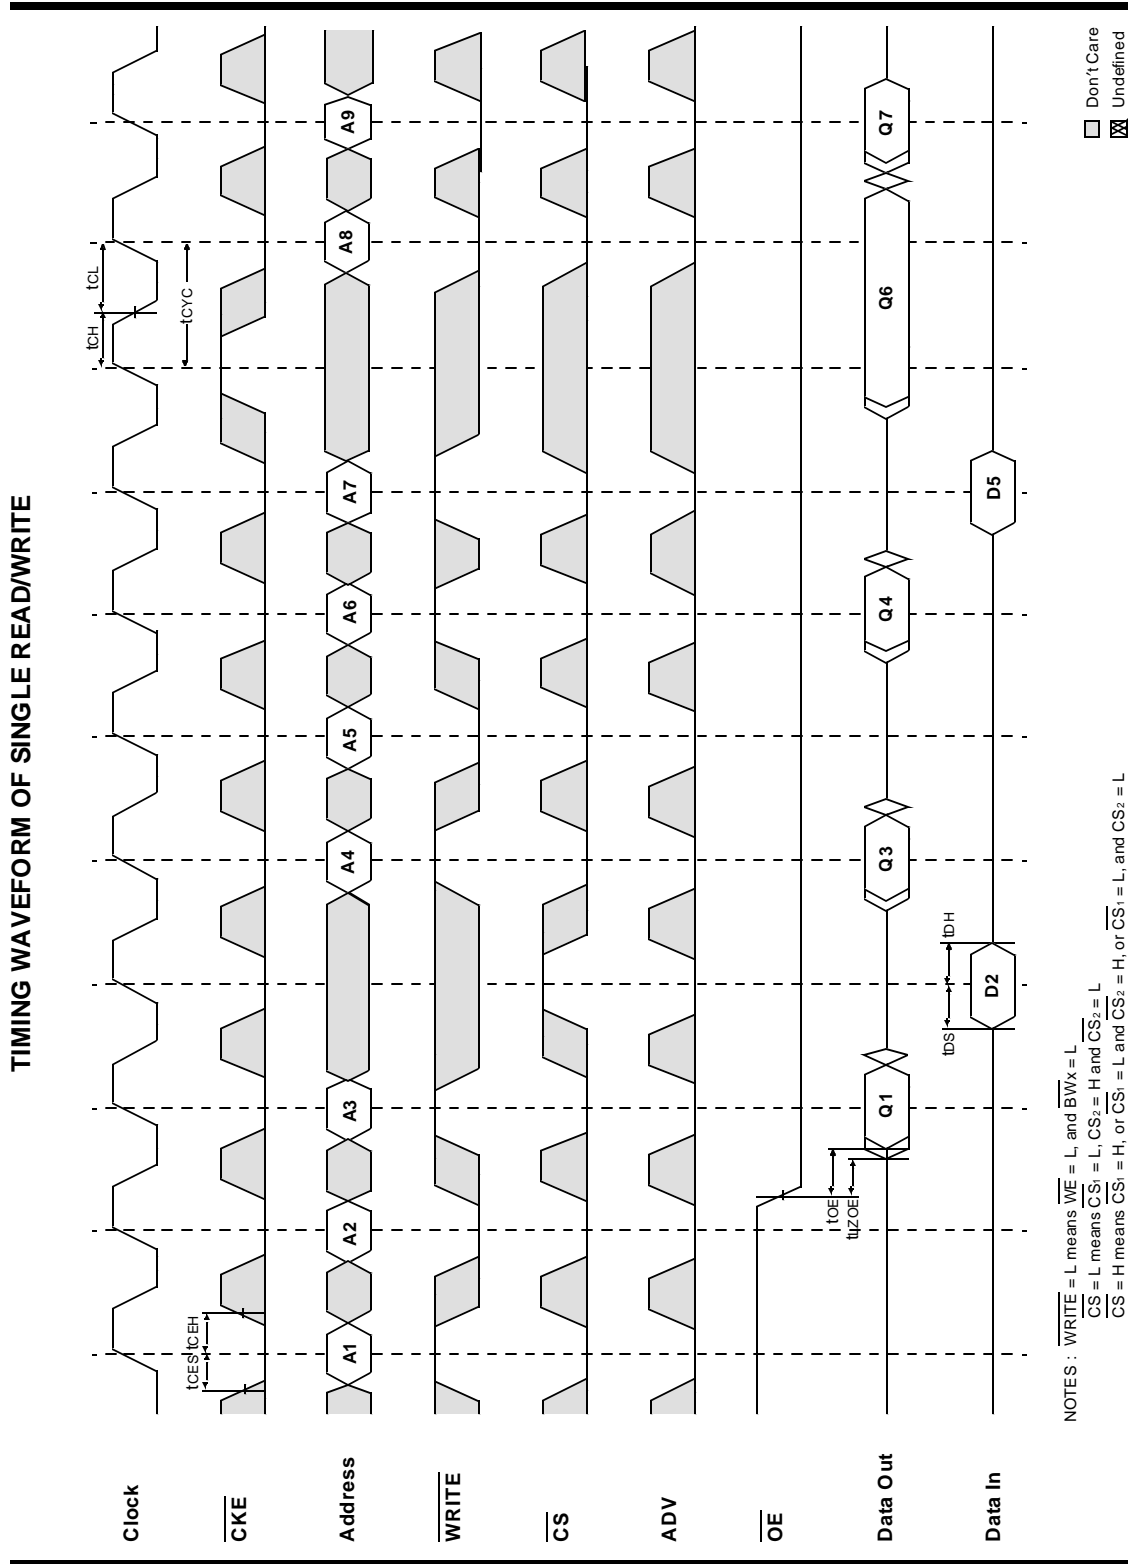 TIMING WAVEFORM OF SINGLE READ/WRITE
Clock
tCH tCL
tCES tCEH
CKE
tCYC
Address
A1 A2 A3 A4 A5 A6 A7 A8 A9
WRITE
CS
ADV
OE
tOE
tLZOE
Data Out
Q1 Q3 Q4 Q6 Q7
tDS tDH
Data In
D2 D5
NOTES : WRITE = L means WE = L, and BWx = L
CS = L means CS1 = L, CS2 = H and CS2 = L
CS = H means CS1 = H, or CS1 = L and CS2 = H, or CS1 = L, and CS2 = L
Don't Care
Undefined